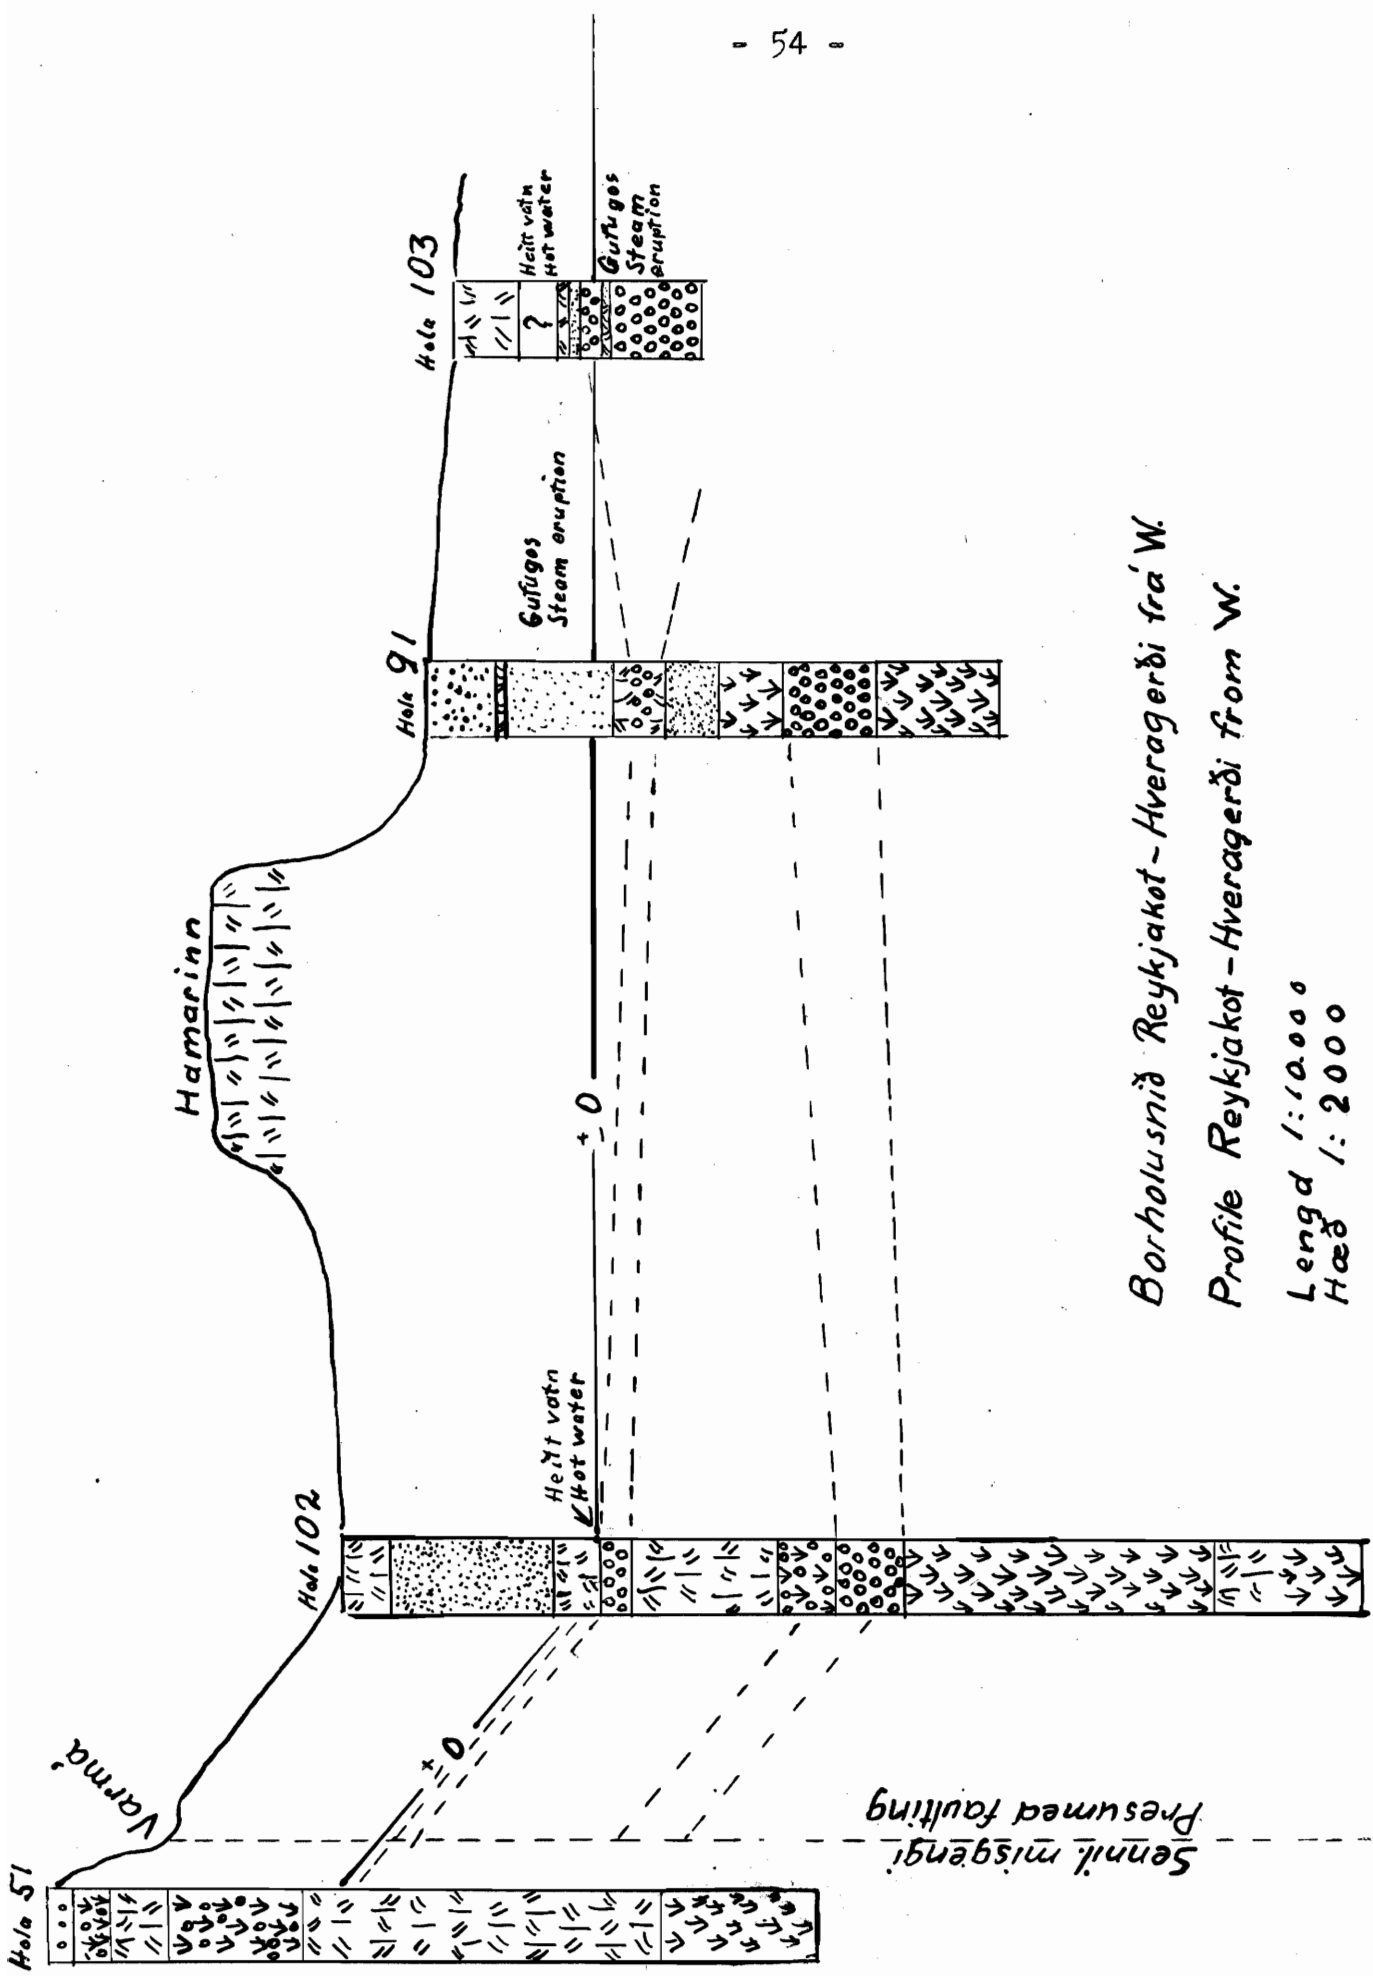 - 54 -
Hola 51
Varmá
Hola 102
Hamarinn
Hola 91
Hola 103
Heitt vatn
Hot water
± 0
± 0
Gufugos
Steam eruption
Heitt vatn
Hot water
?
Gufugos
Steam
eruption
Sennil. misgengi
Presumed faulting
Borholusnið Reykjakot-Hveragerði frá W.
Profile Reykjakot-Hveragerði from W.
Lengd 1:10.000
Hæð 1:2000